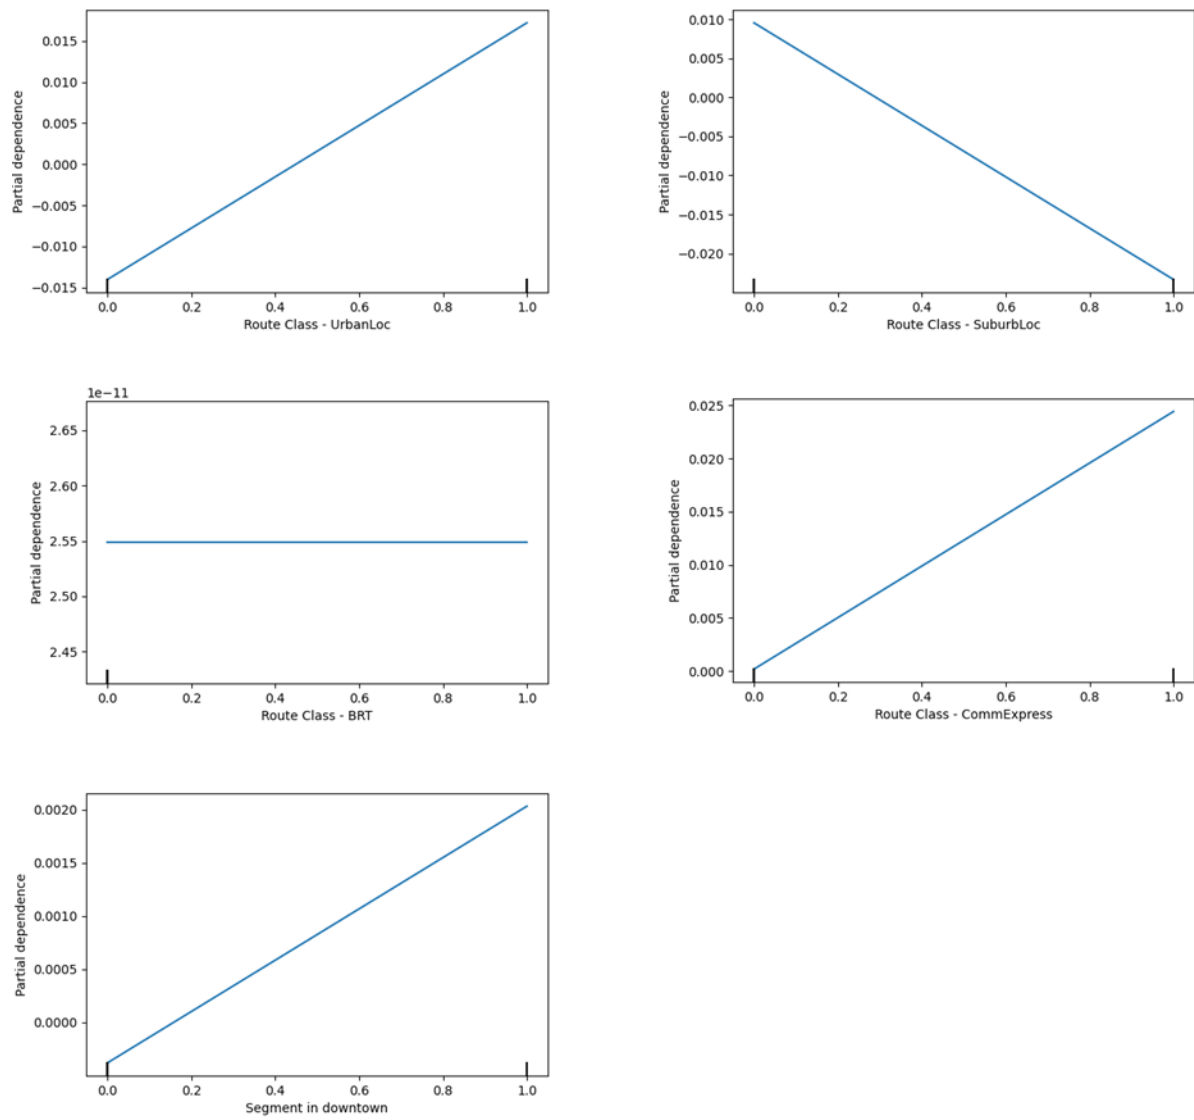 0.015
0.010
0.005
0.000
−0.005
−0.010
−0.015
Partial dependence
0.0 0.2 0.4 0.6 0.8 1.0
Route Class - UrbanLoc
0.010
0.005
0.000
−0.005
−0.010
−0.015
−0.020
Partial dependence
0.0 0.2 0.4 0.6 0.8 1.0
Route Class - SuburbLoc
1e−11
2.65
2.60
2.55
2.50
2.45
Partial dependence
0.0 0.2 0.4 0.6 0.8 1.0
Route Class - BRT
0.025
0.020
0.015
0.010
0.005
0.000
Partial dependence
0.0 0.2 0.4 0.6 0.8 1.0
Route Class - CommExpress
0.0020
0.0015
0.0010
0.0005
0.0000
Partial dependence
0.0 0.2 0.4 0.6 0.8 1.0
Segment in downtown